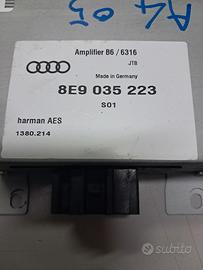 A4
05
Amplifier B6 / 6316
JTB
Made in Germany
8E9 035 223
S01
harman AES
1380.214
subito